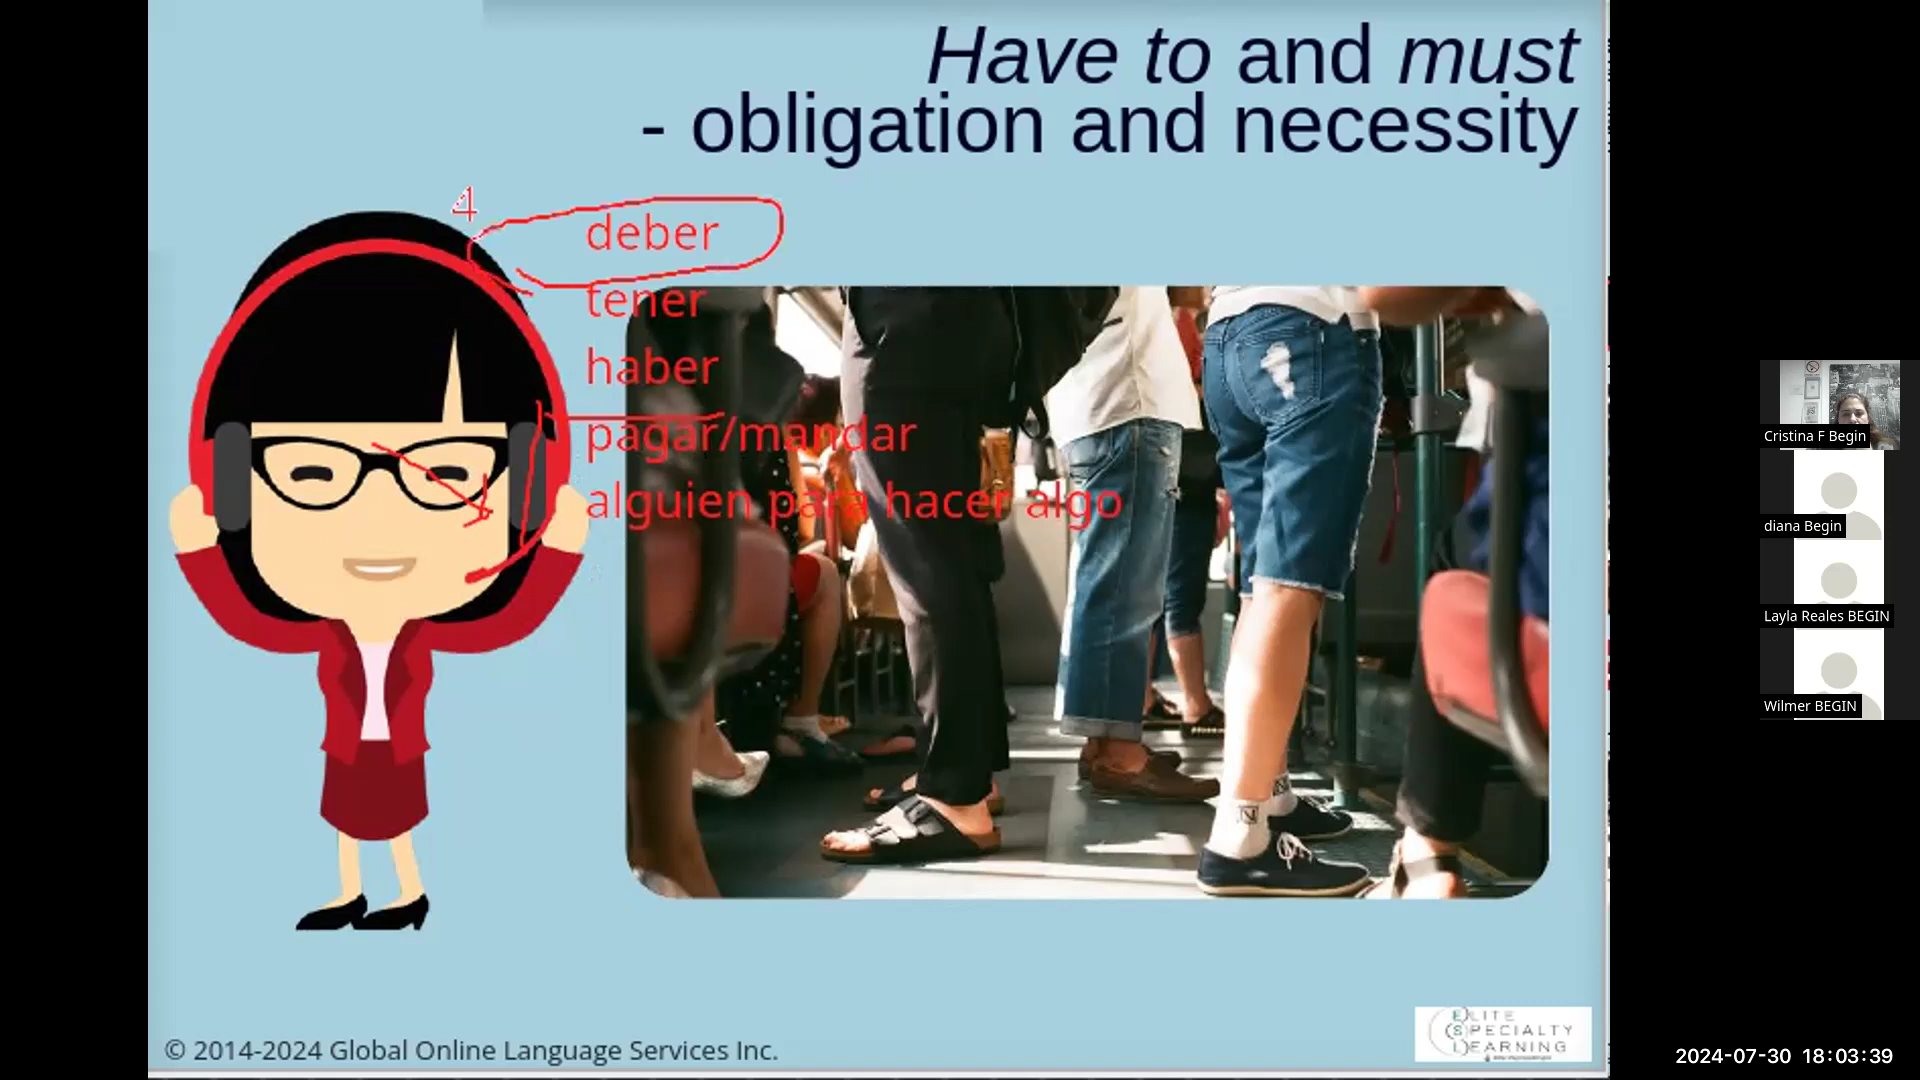 Have to and must
- obligation and necessity
4
deber
tener
haber
pagar/mandar
alguien para hacer algo
Cristina F Begin
diana Begin
Layla Reales BEGIN
Wilmer BEGIN
© 2014-2024 Global Online Language Services Inc.
ELITE
SPECIALTY
LEARNING
2024-07-30 18:03:39